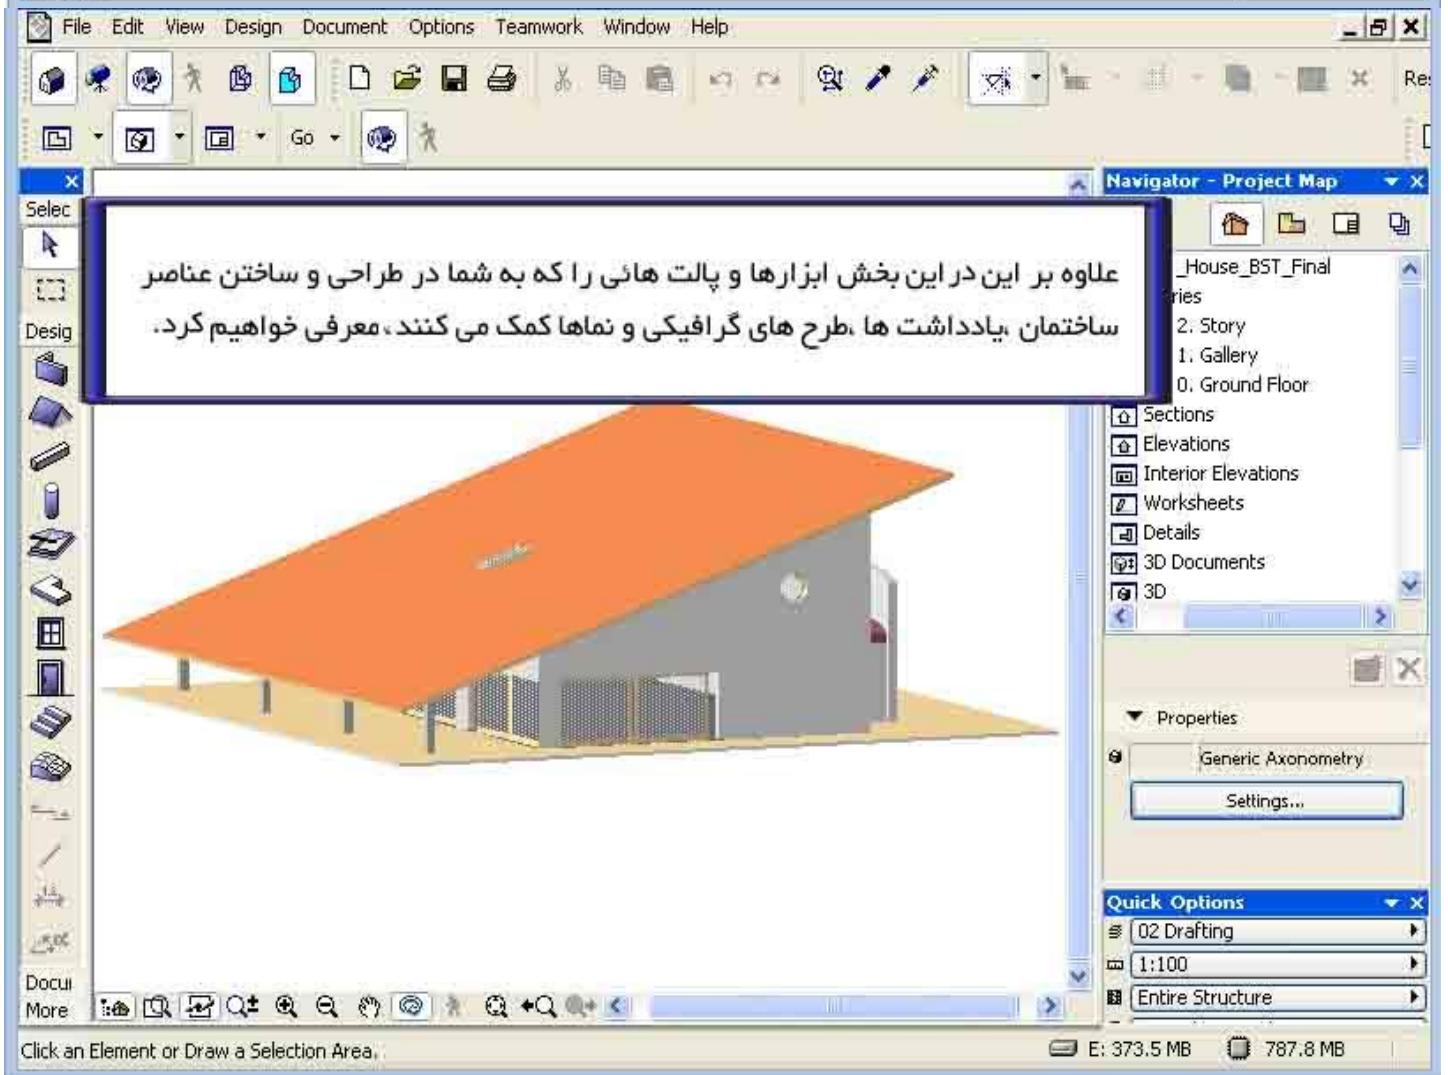 File Edit View Design Document Options Teamwork Window Help
Go
Selec
Navigator - Project Map
علاوه بر این در این بخش ابزارها و پالت هائی را که به شما در طراحی و ساختن عناصر
ساختمان ،یادداشت ها ،طرح های گرافیکی و نماها کمک می کنند،معرفی خواهیم کرد.
_House_BST_Final
ries
2. Story
1. Gallery
0. Ground Floor
Sections
Elevations
Interior Elevations
Worksheets
Details
3D Documents
3D
Desig
Properties
Generic Axonometry
Settings...
Quick Options
02 Drafting
1:100
Entire Structure
Docu
More
Click an Element or Draw a Selection Area.
E: 373.5 MB 787.8 MB